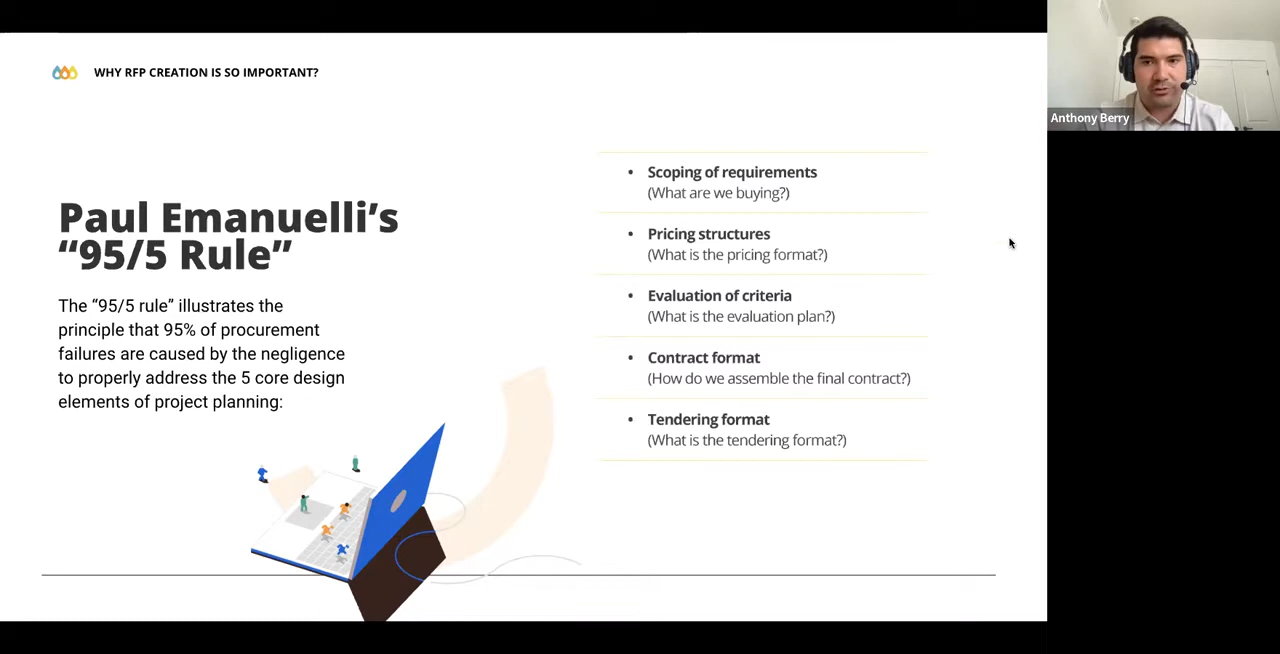 WHY RFP CREATION IS SO IMPORTANT?
Paul Emanuelli’s
“95/5 Rule”
The “95/5 rule” illustrates the
principle that 95% of procurement
failures are caused by the negligence
to properly address the 5 core design
elements of project planning:
• Scoping of requirements
(What are we buying?)
• Pricing structures
(What is the pricing format?)
• Evaluation of criteria
(What is the evaluation plan?)
• Contract format
(How do we assemble the final contract?)
• Tendering format
(What is the tendering format?)
Anthony Berry